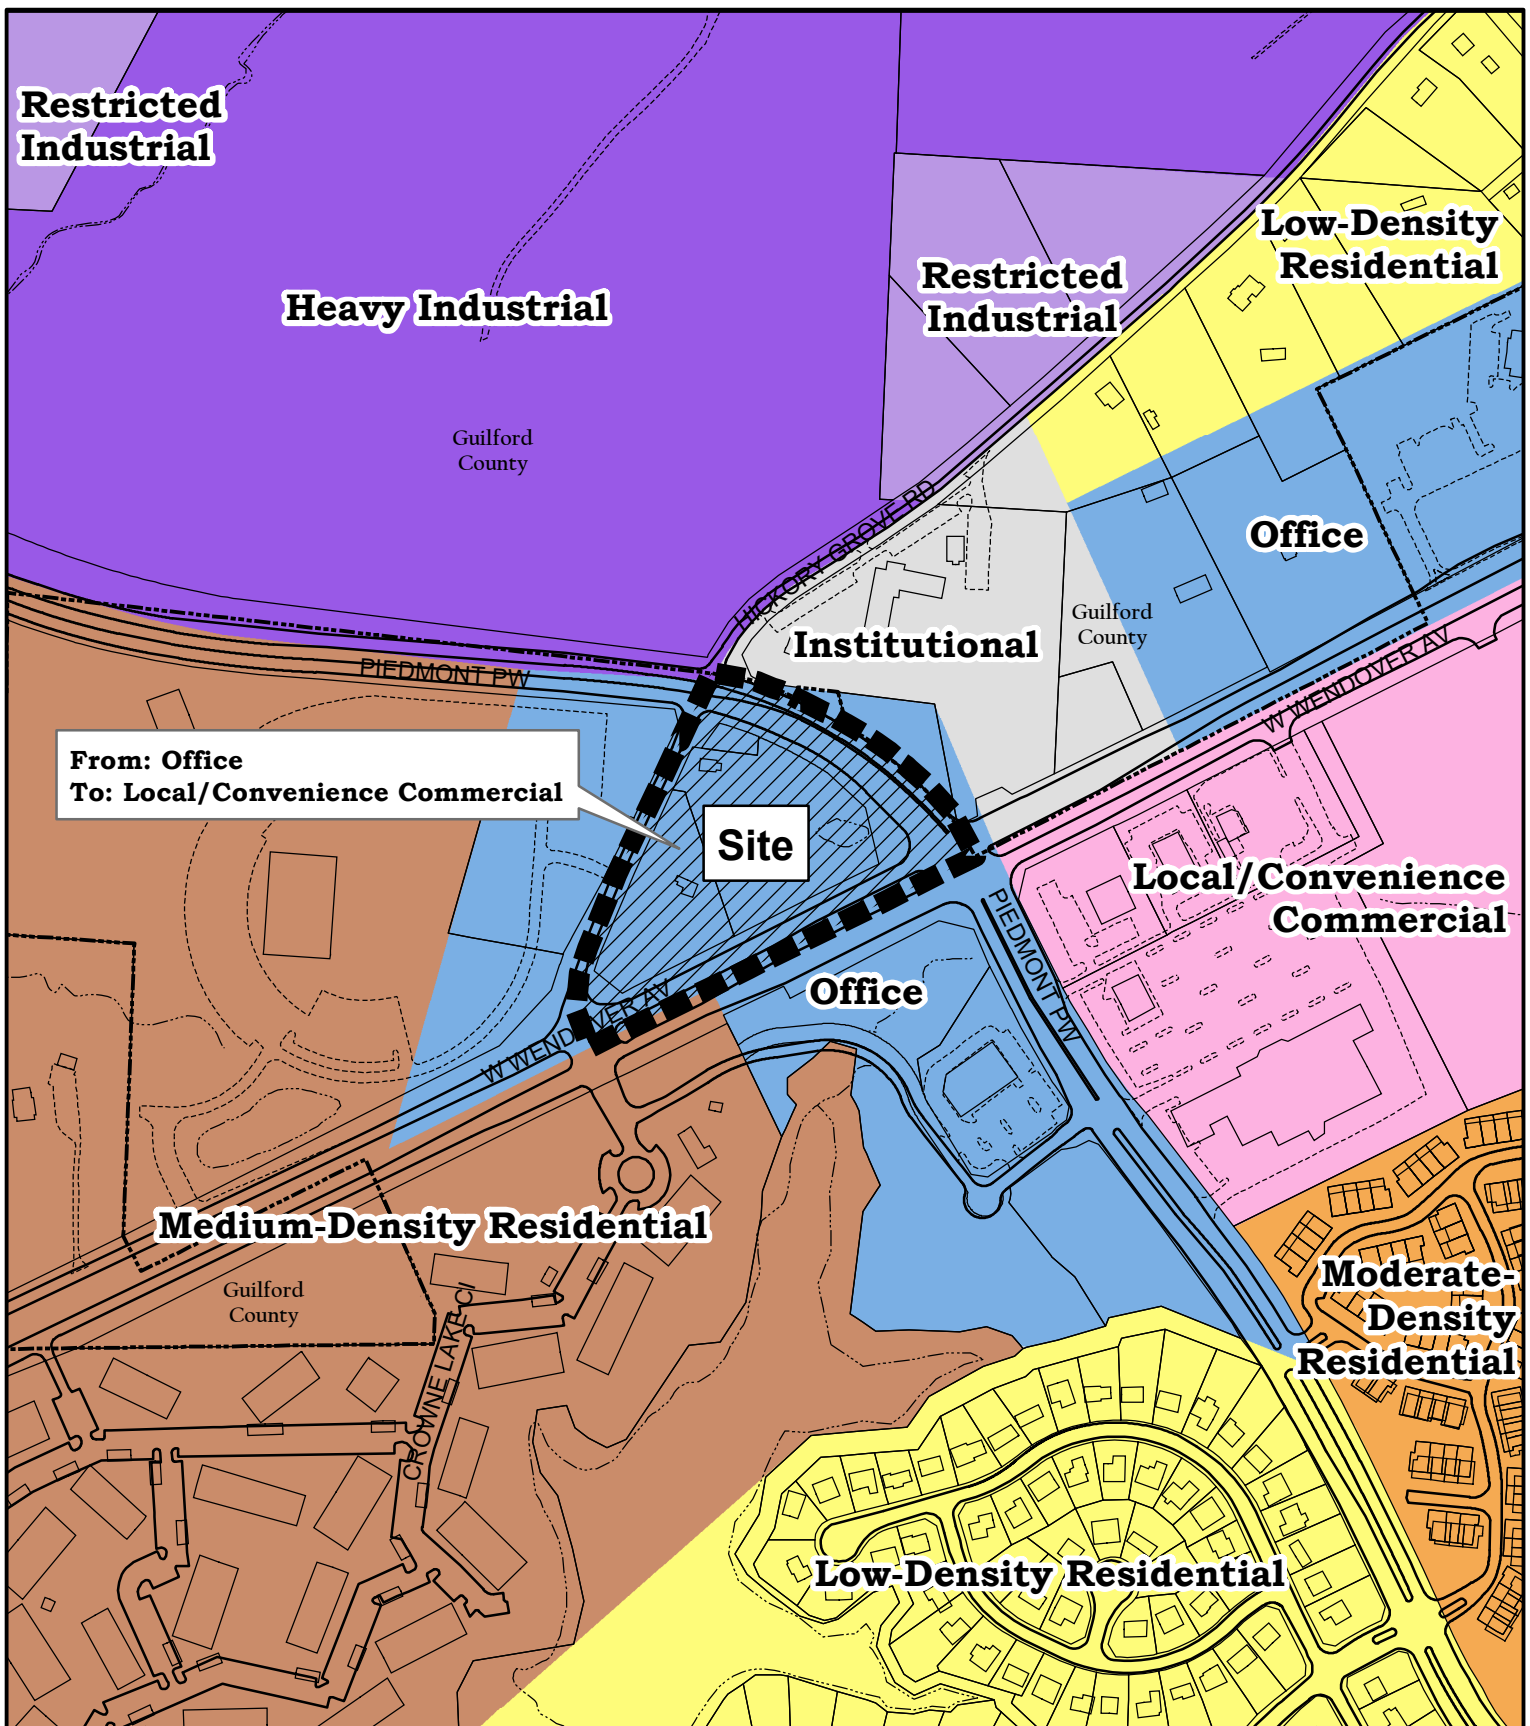 Restricted
Industrial
Low-Density
Residential
Restricted
Industrial
Heavy Industrial
Guilford
County
HICKORY GROVE RD
Office
Guilford
County
Institutional
PIEDMONT PW
W WENDOVER AV
From: Office
To: Local/Convenience Commercial
Site
Local/Convenience
Commercial
PIEDMONT PW
Office
W WENDOVER AV
Medium-Density Residential
Guilford
County
Moderate-
Density
Residential
CROWNE LAKE CI
Low-Density Residential